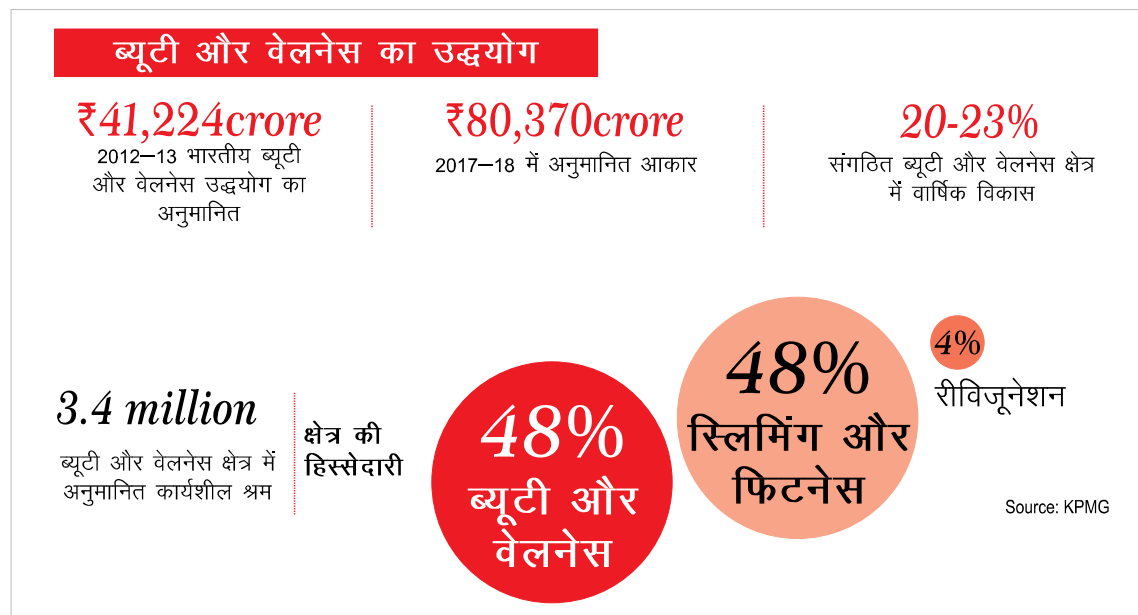 ब्यूटी और वेलनेस का उद्धयोग
₹41,224crore
2012–13 भारतीय ब्यूटी
और वेलनेस उद्धयोग का
अनुमानित
₹80,370crore
2017–18 में अनुमानित आकार
20-23%
संगठित ब्यूटी और वेलनेस क्षेत्र
में वार्षिक विकास
3.4 million
ब्यूटी और वेलनेस क्षेत्र में
अनुमानित कार्यशील श्रम
क्षेत्र की
हिस्सेदारी
48%
ब्यूटी और
वेलनेस
48%
स्लिमिंग और
फिटनेस
4%
रीविजूनेशन
Source: KPMG